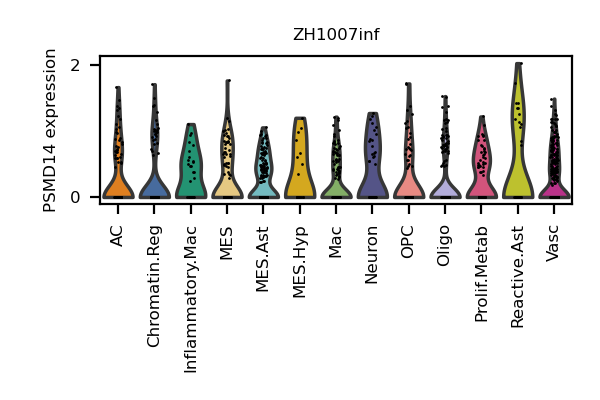 ZH1007inf
PSMD14 expression
2
0
AC
Chromatin.Reg
Inflammatory.Mac
MES
MES.Ast
MES.Hyp
Mac
Neuron
OPC
Oligo
Prolif.Metab
Reactive.Ast
Vasc